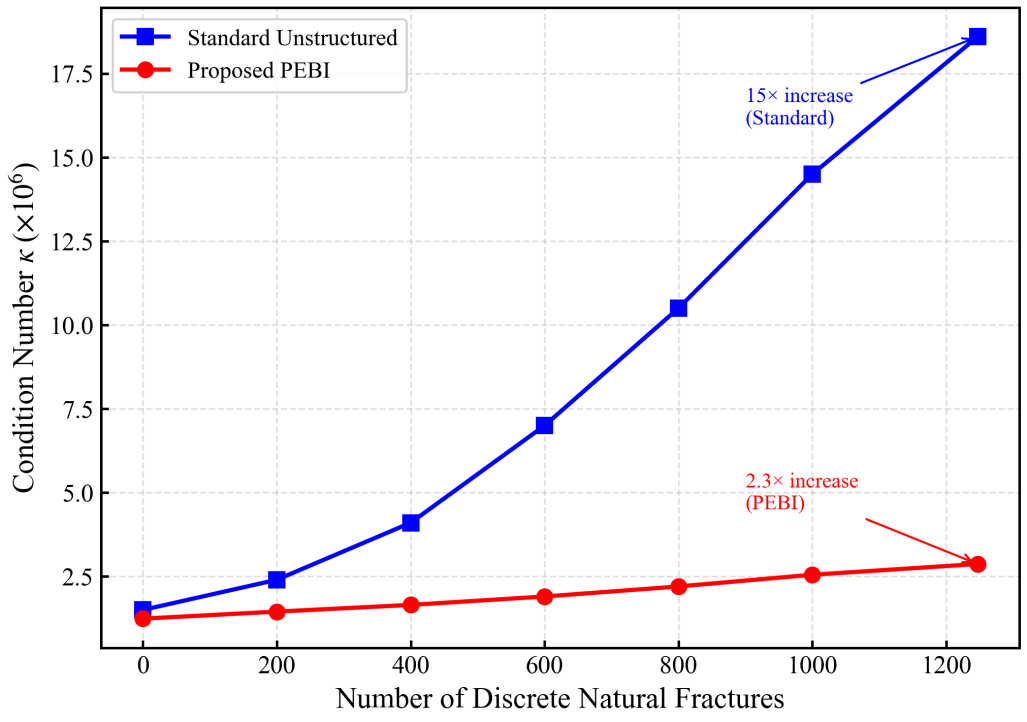 Standard Unstructured
Proposed PEBI
15× increase
(Standard)
2.3× increase
(PEBI)
Condition Number κ (×10⁶)
17.5
15.0
12.5
10.0
7.5
5.0
2.5
0 200 400 600 800 1000 1200
Number of Discrete Natural Fractures